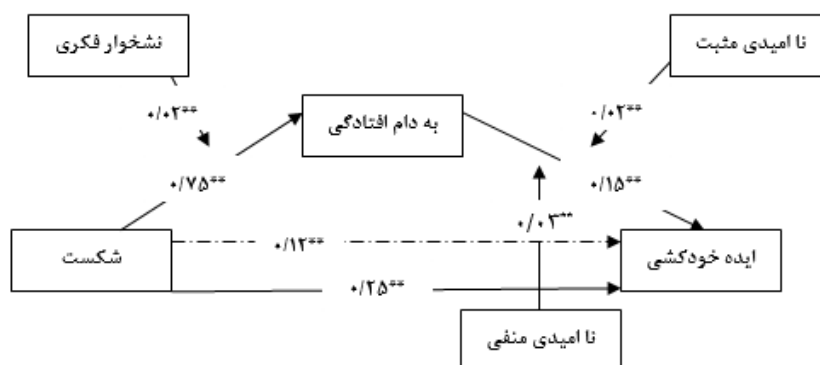 نشخوار فکری
نا امیدی مثبت
۰/۰۲**
۰/۰۲**
به دام افتادگی
۰/۷۵**
۰/۱۵**
۰/۰۳**
شکست
۰/۱۲**
ایده خودکشی
۰/۲۵**
نا امیدی منفی